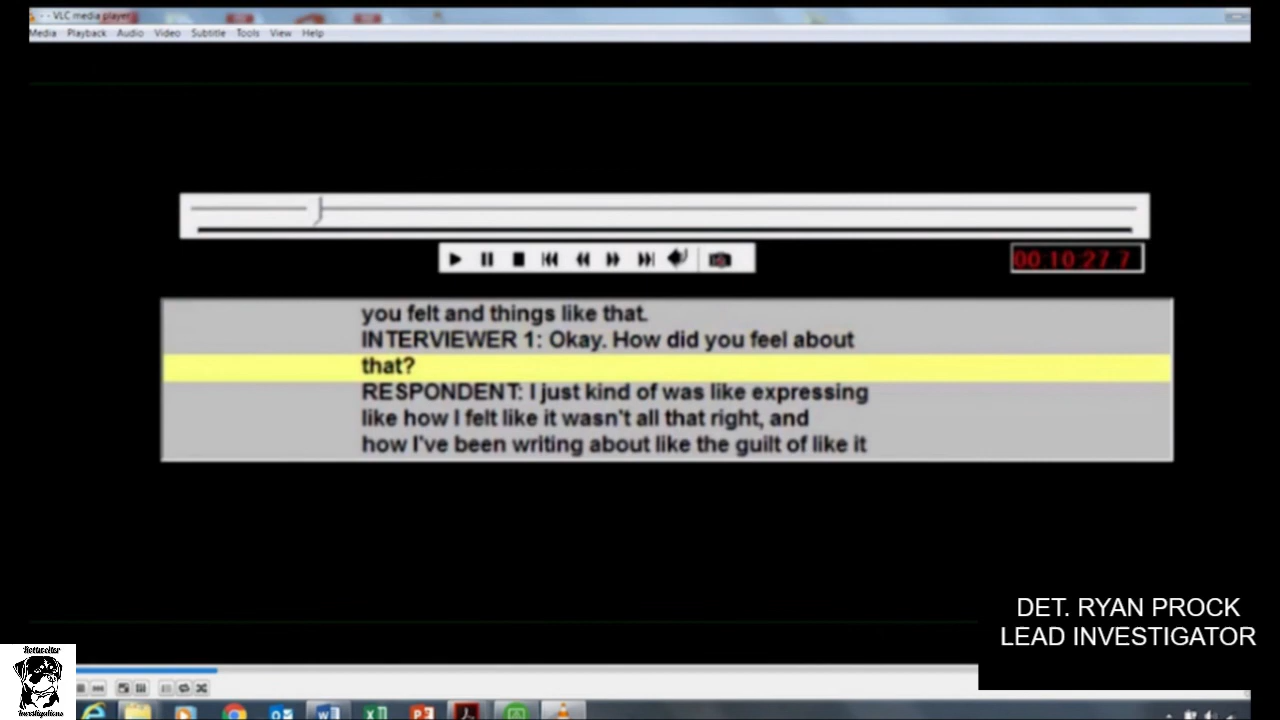 - VLC media player
Media Playback Audio Video Subtitle Tools View Help
00:10:27.7
you felt and things like that.
INTERVIEWER 1: Okay. How did you feel about
that?
RESPONDENT: I just kind of was like expressing
like how I felt like it wasn't all that right, and
how I've been writing about like the guilt of like it
DET. RYAN PROCK
LEAD INVESTIGATOR
Rottweiler
Investigations